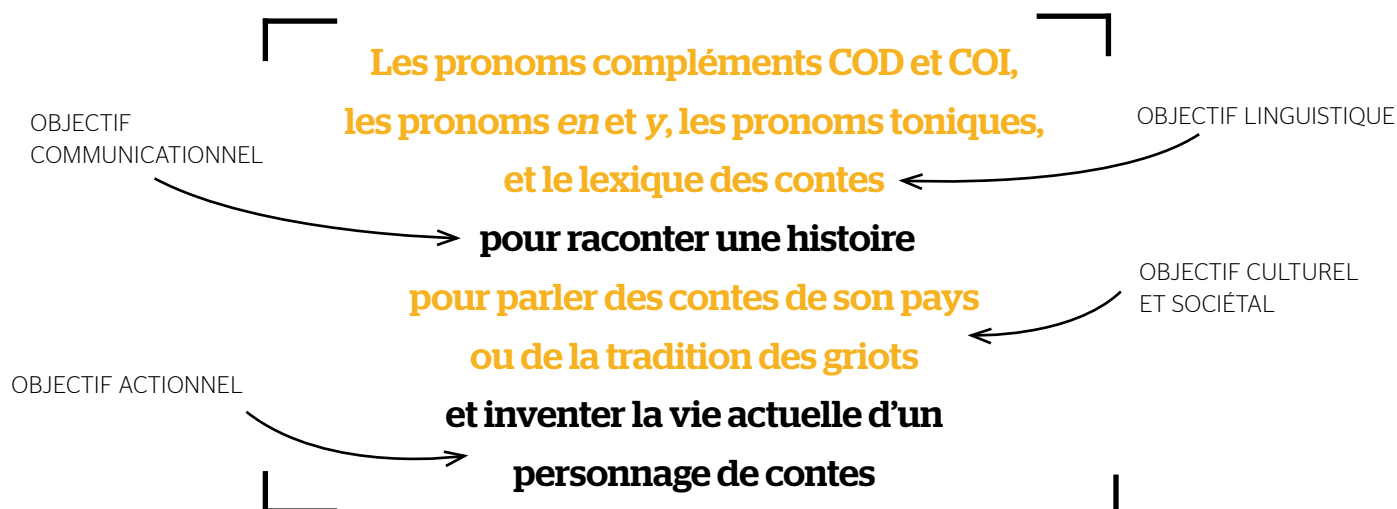 Les pronoms compléments COD et COI,
les pronoms en et y, les pronoms toniques,
et le lexique des contes
pour raconter une histoire
pour parler des contes de son pays
ou de la tradition des griots
et inventer la vie actuelle d’un
personnage de contes
OBJECTIF
COMMUNICATIONNEL
OBJECTIF LINGUISTIQUE
OBJECTIF CULTUREL
ET SOCIÉTAL
OBJECTIF ACTIONNEL